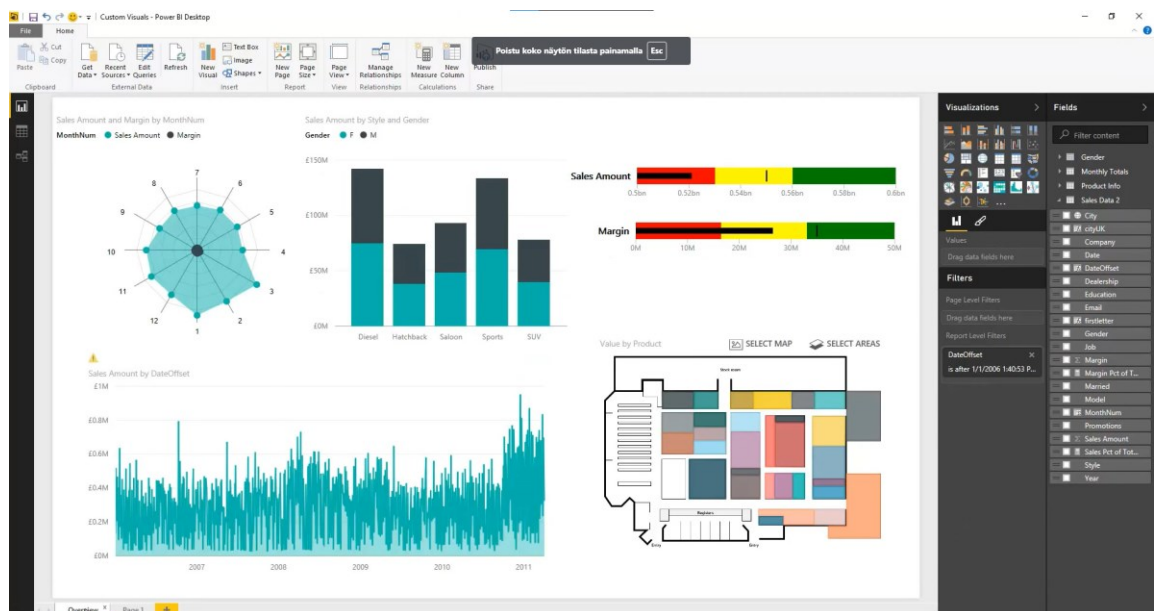 Custom Visuals - Power BI Desktop
File Home
Poistu koko näytön tilasta painamalla Esc
Paste Cut Copy
Clipboard
Get Data Recent Sources Edit Queries Refresh
External Data
New Visual Text Box Image Shapes
Insert
New Page Page Size
Report
Page View
View
Manage Relationships
Relationships
New Measure New Column
Calculations
Publish
Share
Sales Amount and Margin by MonthNum
MonthNum Sales Amount Margin
7
8 6
9 5
10 4
11 3
12 2
1
Sales Amount by Style and Gender
Gender F M
£150M
£100M
£50M
£0M
Diesel Hatchback Saloon Sports SUV
Sales Amount
0.5bn 0.52bn 0.54bn 0.56bn 0.58bn 0.6bn
Margin
0M 10M 20M 30M 40M 50M
Sales Amount by DateOffset
£1M
£0.8M
£0.6M
£0.4M
£0.2M
£0M
2007 2008 2009 2010 2011
Value by Product SELECT MAP SELECT AREAS
Registers
Entry Entry
Visualizations
Values
Drag data fields here
Filters
Page Level Filters
Drag data fields here
Report Level Filters
DateOffset
is after 1/1/2006 1:40:53 P...
Fields
Filter content
Gender
Monthly Totals
Product Info
Sales Data 2
City
cityUK
Company
Date
DateOffset
Dealership
Education
Email
firstletter
Gender
Job
Margin
Margin Pct of T...
Married
Model
MonthNum
Promotions
Sales Amount
Sales Pct of Tot...
Style
Year
Overview Page 1